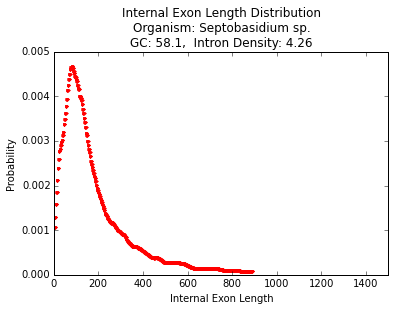 Internal Exon Length Distribution
Organism: Septobasidium sp.
GC: 58.1,  Intron Density: 4.26
0.005
0.004
0.003
0.002
0.001
0.000
Probability
0 200 400 600 800 1000 1200 1400
Internal Exon Length